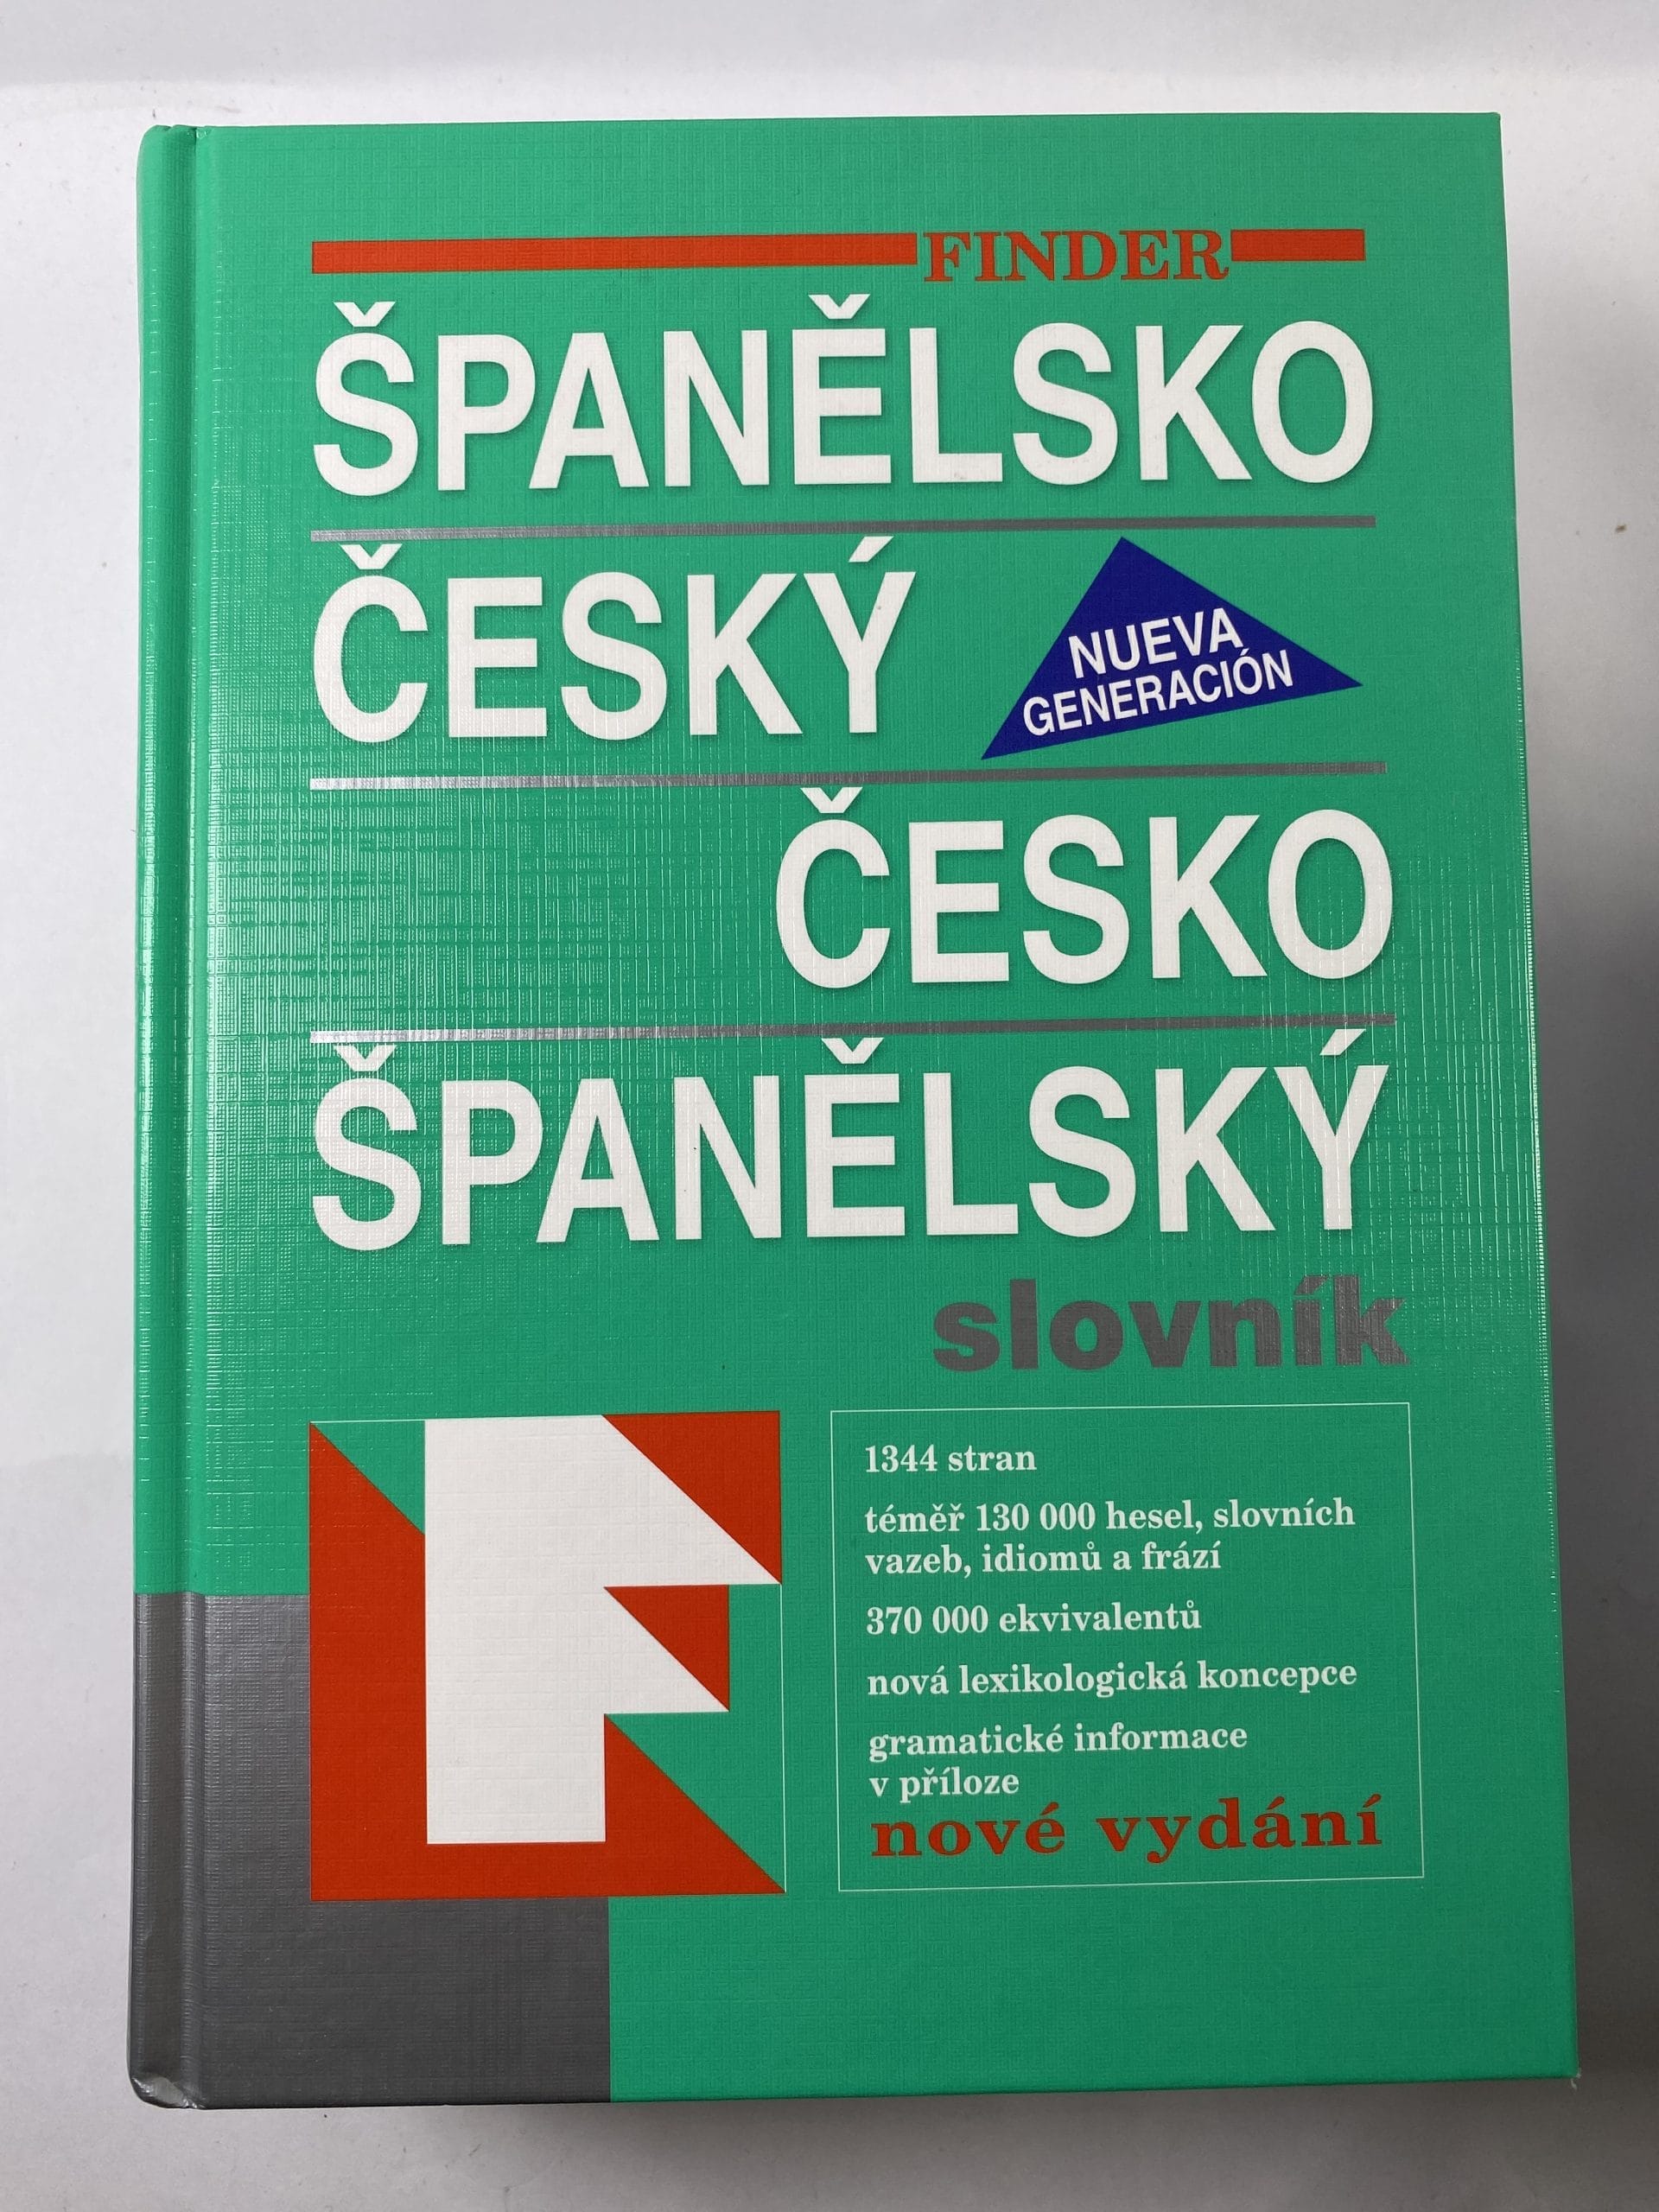 FINDER
ŠPANĚLSKO
ČESKÝ
NUEVA
GENERACIÓN
ČESKO
ŠPANĚLSKÝ
slovník
1344 stran
téměř 130 000 hesel, slovních
vazeb, idiomů a frází
370 000 ekvivalentů
nová lexikologická koncepce
gramatické informace
v příloze
nové vydání